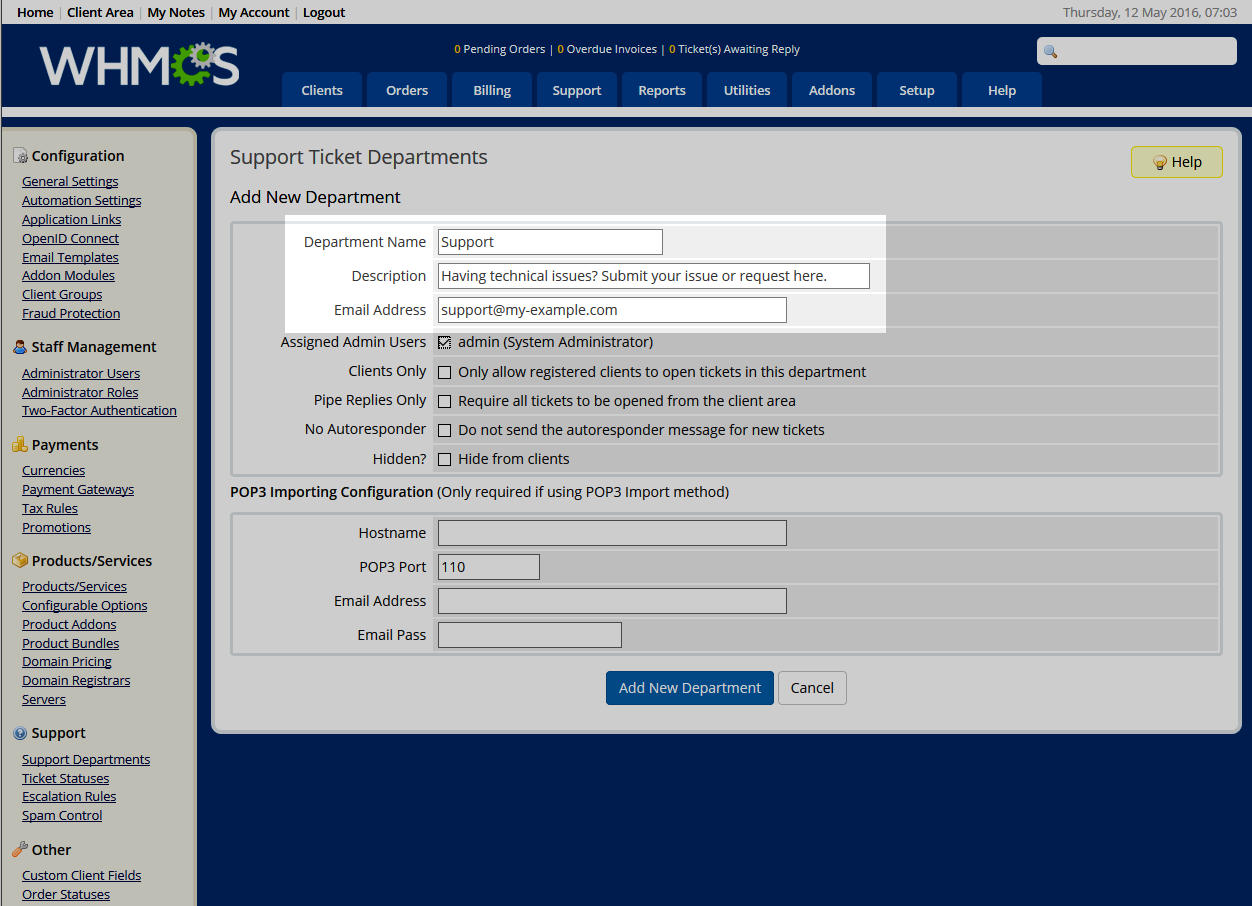 Home | Client Area | My Notes | My Account | Logout
Thursday, 12 May 2016, 07:03
WHMCS
0 Pending Orders | 0 Overdue Invoices | 0 Ticket(s) Awaiting Reply
Clients Orders Billing Support Reports Utilities Addons Setup Help
Configuration
General Settings
Automation Settings
Application Links
OpenID Connect
Email Templates
Addon Modules
Client Groups
Fraud Protection
Staff Management
Administrator Users
Administrator Roles
Two-Factor Authentication
Payments
Currencies
Payment Gateways
Tax Rules
Promotions
Products/Services
Products/Services
Configurable Options
Product Addons
Product Bundles
Domain Pricing
Domain Registrars
Servers
Support
Support Departments
Ticket Statuses
Escalation Rules
Spam Control
Other
Custom Client Fields
Order Statuses
Support Ticket Departments
Help
Add New Department
Department Name Support
Description Having technical issues? Submit your issue or request here.
Email Address support@my-example.com
Assigned Admin Users admin (System Administrator)
Clients Only Only allow registered clients to open tickets in this department
Pipe Replies Only Require all tickets to be opened from the client area
No Autoresponder Do not send the autoresponder message for new tickets
Hidden? Hide from clients
POP3 Importing Configuration (Only required if using POP3 Import method)
Hostname
POP3 Port 110
Email Address
Email Pass
Add New Department Cancel